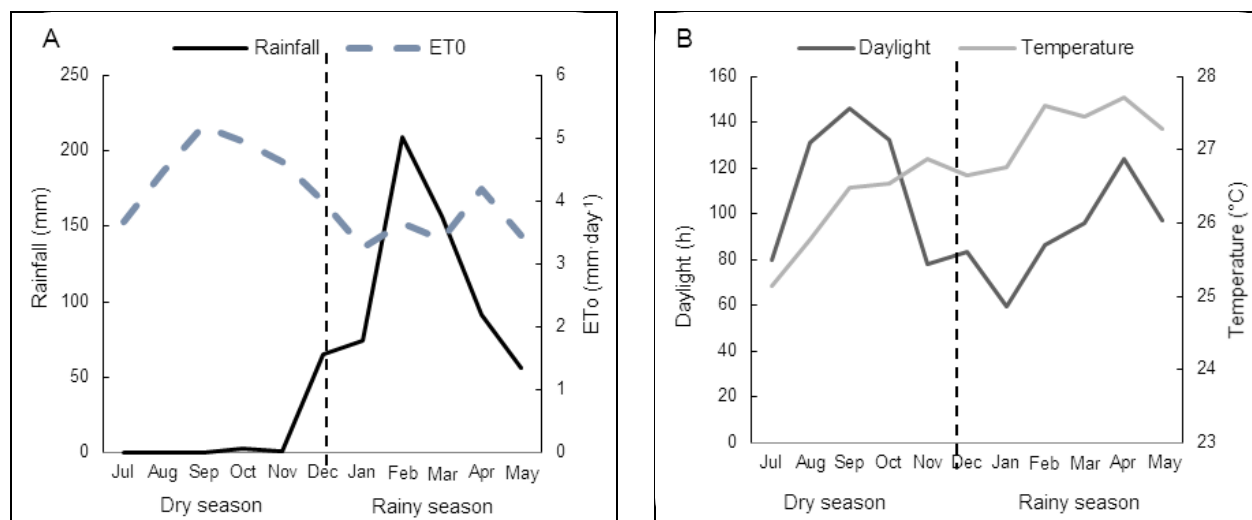 A
Rainfall
ET0
250
200
150
100
50
0
Rainfall (mm)
6
5
4
3
2
1
0
ETo (mm·day⁻¹)
Jul Aug Sep Oct Nov Dec Jan Feb Mar Apr May
Dry season Rainy season
B
Daylight
Temperature
160
140
120
100
80
60
40
20
0
Daylight (h)
28
27
26
25
24
23
Temperature (°C)
Jul Aug Sep Oct Nov Dec Jan Feb Mar Apr May
Dry season Rainy season